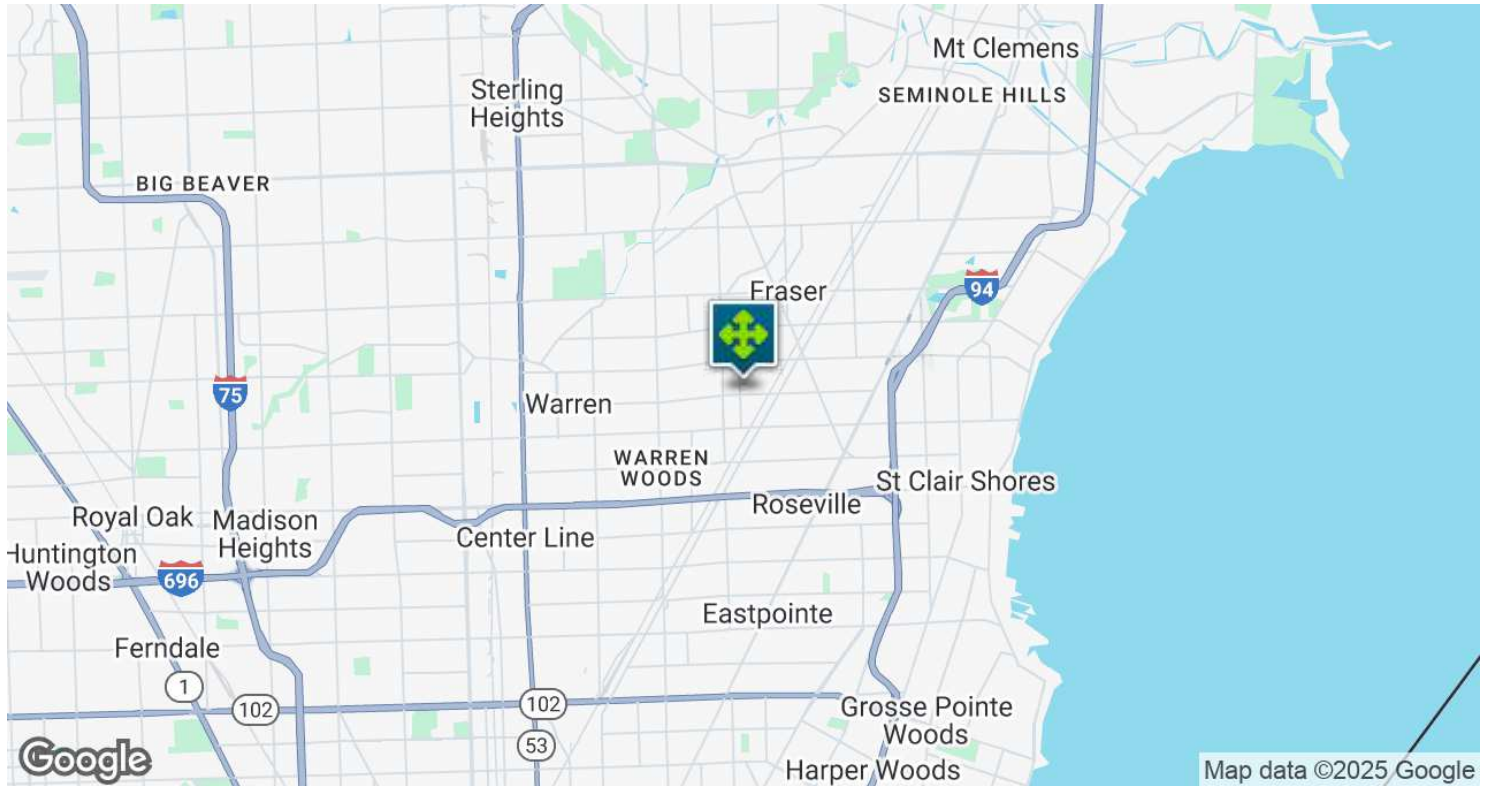 Mt Clemens
Sterling
Heights
SEMINOLE HILLS
BIG BEAVER
Fraser
94
75
Warren
WARREN
WOODS
St Clair Shores
Roseville
Royal Oak
Madison
Heights
Center Line
Huntington
Woods
696
Eastpointe
Ferndale
1
102
102
Grosse Pointe
Woods
53
Harper Woods
Google
Map data ©2025 Google